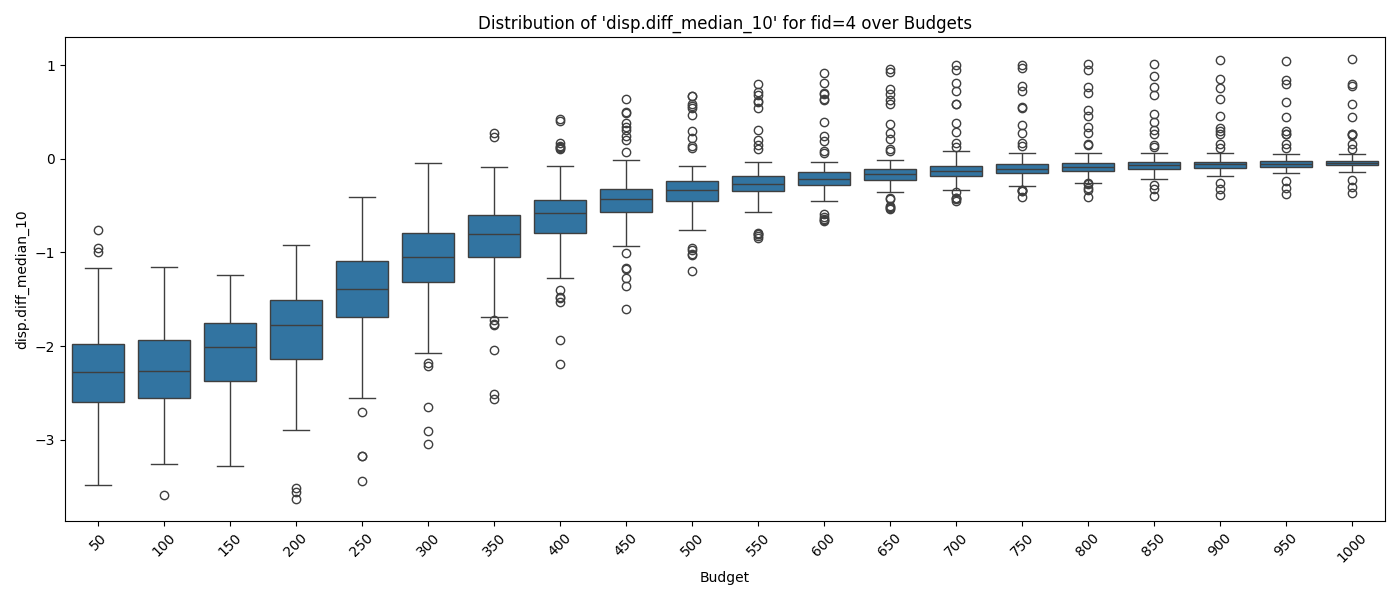 Distribution of 'disp.diff_median_10' for fid=4 over Budgets
disp.diff_median_10
1
0
−1
−2
−3
50 100 150 200 250 300 350 400 450 500 550 600 650 700 750 800 850 900 950 1000
Budget